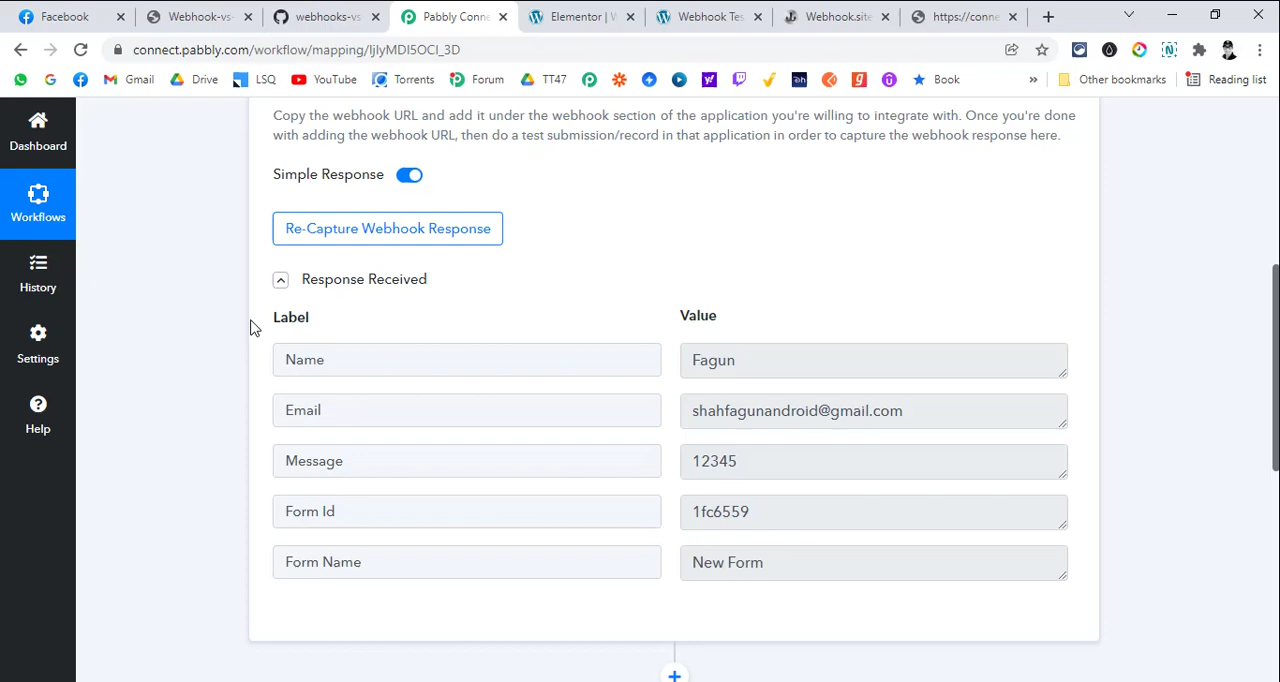 Facebook
Webhook-vs-
webhooks-vs
Pabbly Conne
Elementor | W
Webhook Tes
Webhook.site
https://conne
connect.pabbly.com/workflow/mapping/IjIyMDI5OCI_3D
Gmail
Drive
LSQ
YouTube
Torrents
Forum
TT47
Book
»
Other bookmarks
Reading list
Dashboard
Workflows
History
Settings
Help
Copy the webhook URL and add it under the webhook section of the application you're willing to integrate with. Once you're done
with adding the webhook URL, then do a test submission/record in that application in order to capture the webhook response here.
Simple Response
Re-Capture Webhook Response
Response Received
Label Value
Name Fagun
Email shahfagunandroid@gmail.com
Message 12345
Form Id 1fc6559
Form Name New Form